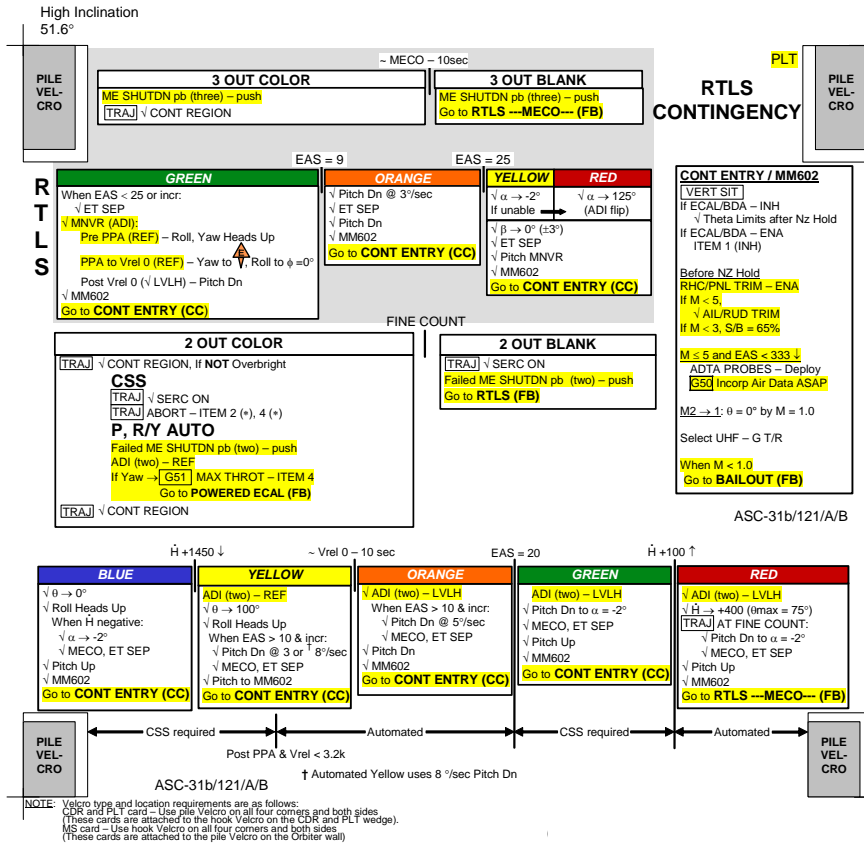 High Inclination
51.6°
PLT
PILE
VEL-
CRO
PILE
VEL-
CRO
RTLS
CONTINGENCY
~ MECO – 10sec
3 OUT COLOR
ME SHUTDN pb (three) – push
TRAJ √ CONT REGION
3 OUT BLANK
ME SHUTDN pb (three) – push
Go to RTLS ---MECO--- (FB)
R
T
L
S
EAS = 9
EAS = 25
GREEN
When EAS < 25 or incr:
√ ET SEP
√ MNVR (ADI):
Pre PPA (REF) – Roll, Yaw Heads Up
PPA to Vrel 0 (REF) – Yaw to E, Roll to ϕ =0°
Post Vrel 0 (√ LVLH) – Pitch Dn
√ MM602
Go to CONT ENTRY (CC)
ORANGE
√ Pitch Dn @ 3°/sec
√ ET SEP
√ Pitch Dn
√ MM602
Go to CONT ENTRY (CC)
YELLOW
√ α → -2°
If unable
RED
√ α → 125°
(ADI flip)
√ β → 0° (±3°)
√ ET SEP
√ Pitch MNVR
√ MM602
Go to CONT ENTRY (CC)
CONT ENTRY / MM602
VERT SIT
If ECAL/BDA – INH
√ Theta Limits after Nz Hold
If ECAL/BDA – ENA
ITEM 1 (INH)
Before NZ Hold
RHC/PNL TRIM – ENA
If M < 5,
√ AIL/RUD TRIM
If M < 3, S/B = 65%
M ≤ 5 and EAS < 333 ↓
ADTA PROBES – Deploy
G50 Incorp Air Data ASAP
M2 → 1: θ = 0° by M = 1.0
Select UHF – G T/R
When M < 1.0
Go to BAILOUT (FB)
FINE COUNT
2 OUT COLOR
TRAJ √ CONT REGION, If NOT Overbright
CSS
TRAJ √ SERC ON
TRAJ ABORT – ITEM 2 (∗), 4 (∗)
P, R/Y AUTO
Failed ME SHUTDN pb (two) – push
ADI (two) – REF
If Yaw → G51 MAX THROT – ITEM 4
Go to POWERED ECAL (FB)
TRAJ √ CONT REGION
2 OUT BLANK
TRAJ √ SERC ON
Failed ME SHUTDN pb (two) – push
Go to RTLS (FB)
ASC-31b/121/A/B
Ḣ +1450 ↓
~ Vrel 0 – 10 sec
EAS = 20
Ḣ +100 ↑
BLUE
√ θ → 0°
√ Roll Heads Up
When Ḣ negative:
√ α → -2°
√ MECO, ET SEP
√ Pitch Up
√ MM602
Go to CONT ENTRY (CC)
YELLOW
ADI (two) – REF
√ θ → 100°
√ Roll Heads Up
When EAS > 10 & incr:
√ Pitch Dn @ 3 or † 8°/sec
√ MECO, ET SEP
√ Pitch to MM602
Go to CONT ENTRY (CC)
ORANGE
√ ADI (two) – LVLH
When EAS > 10 & incr:
√ Pitch Dn @ 5°/sec
√ MECO, ET SEP
√ Pitch Dn
√ MM602
Go to CONT ENTRY (CC)
GREEN
ADI (two) – LVLH
√ Pitch Dn to α = -2°
√ MECO, ET SEP
√ Pitch Up
√ MM602
Go to CONT ENTRY (CC)
RED
√ ADI (two) – LVLH
√ Ḣ → +400 (θmax = 75°)
TRAJ AT FINE COUNT:
√ Pitch Dn to α = -2°
√ MECO, ET SEP
√ Pitch Up
√ MM602
Go to RTLS ---MECO--- (FB)
PILE
VEL-
CRO
CSS required
Automated
CSS required
Automated
PILE
VEL-
CRO
Post PPA & Vrel < 3.2k
† Automated Yellow uses 8 °/sec Pitch Dn
ASC-31b/121/A/B
NOTE: Velcro type and location requirements are as follows:
CDR and PLT card – Use pile Velcro on all four corners and both sides
(These cards are attached to the hook Velcro on the CDR and PLT wedge).
MS card – Use hook Velcro on all four corners and both sides
(These cards are attached to the pile Velcro on the Orbiter wall)